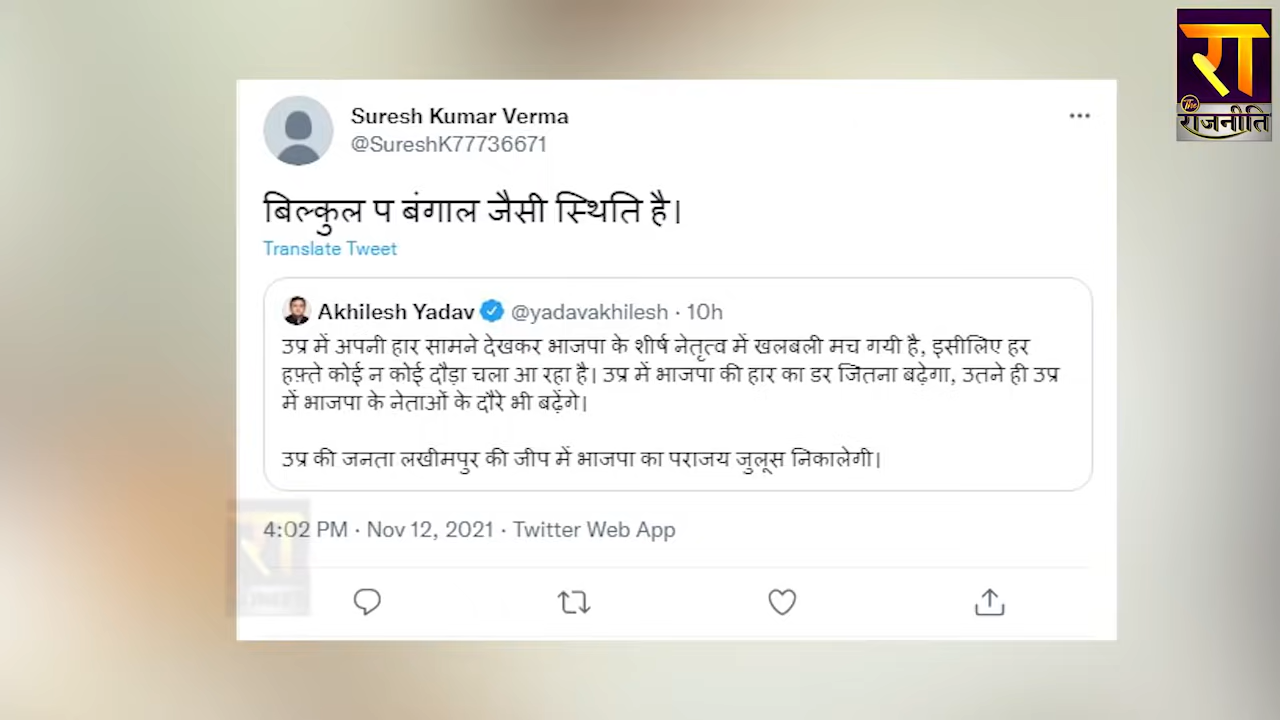 रा
The
राजनीति
Suresh Kumar Verma
@SureshK77736671
बिल्कुल प बंगाल जैसी स्थिति है।
Translate Tweet
Akhilesh Yadav @yadavakhilesh · 10h
उप्र में अपनी हार सामने देखकर भाजपा के शीर्ष नेतृत्व में खलबली मच गयी है, इसीलिए हर
हफ़्ते कोई न कोई दौड़ा चला आ रहा है। उप्र में भाजपा की हार का डर जितना बढ़ेगा, उतने ही उप्र
में भाजपा के नेताओं के दौरे भी बढ़ेंगे।
उप्र की जनता लखीमपुर की जीप में भाजपा का पराजय जुलूस निकालेगी।
4:02 PM · Nov 12, 2021 · Twitter Web App